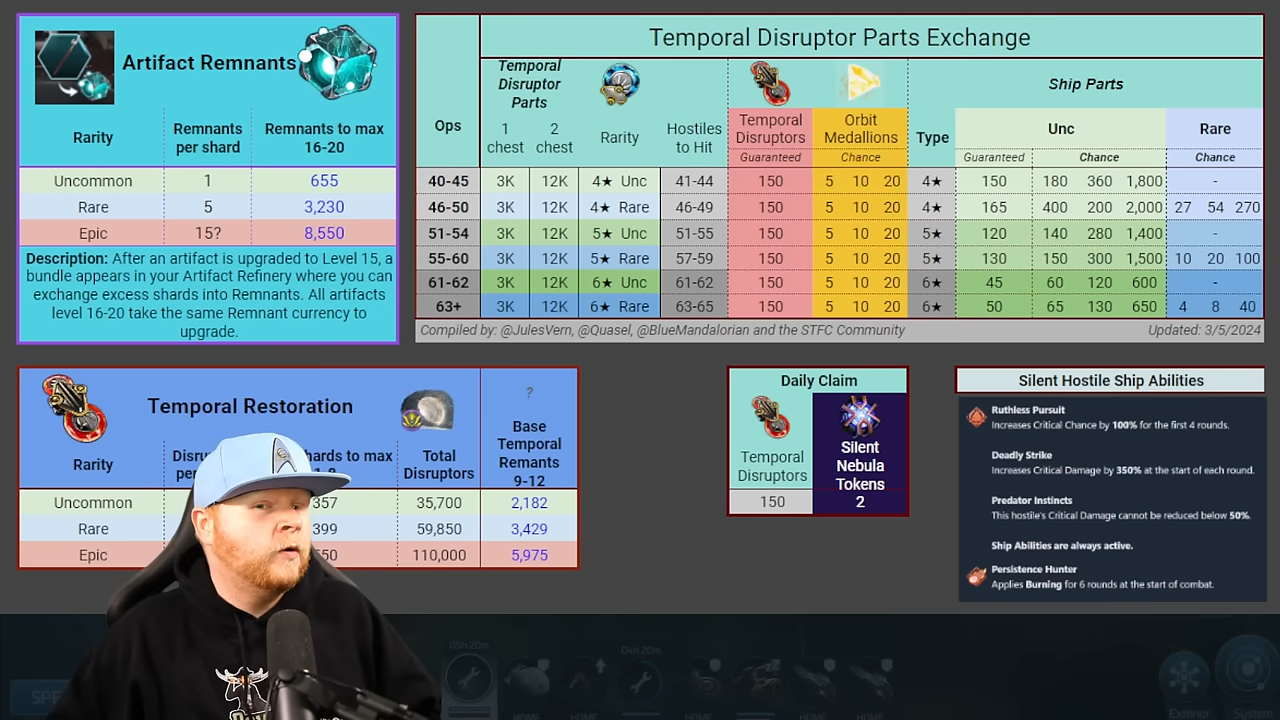 Artifact Remnants
Rarity
Remnants per shard
Remnants to max 16-20
Uncommon 1 655
Rare 5 3,230
Epic 15? 8,550
Description: After an artifact is upgraded to Level 15, a
bundle appears in your Artifact Refinery where you can
exchange excess shards into Remnants. All artifacts
level 16-20 take the same Remnant currency to
upgrade.
Temporal Disruptor Parts Exchange
Ops
Temporal Disruptor Parts
1 chest
2 chest
Rarity
Hostiles to Hit
Temporal Disruptors
Guaranteed
Orbit Medallions
Chance
Ship Parts
Type
Unc
Guaranteed
Chance
Rare
Chance
40-45 3K 12K 4★ Unc 41-44 150 5 10 20 4★ 150 180 360 1,800 -
46-50 3K 12K 4★ Rare 46-49 150 5 10 20 4★ 165 400 200 2,000 27 54 270
51-54 3K 12K 5★ Unc 51-55 150 5 10 20 5★ 120 140 280 1,400 -
55-60 3K 12K 5★ Rare 57-59 150 5 10 20 5★ 130 150 300 1,500 10 20 100
61-62 3K 12K 6★ Unc 61-62 150 5 10 20 6★ 45 60 120 600 -
63+ 3K 12K 6★ Rare 63-65 150 5 10 20 6★ 50 65 130 650 4 8 40
Compiled by: @JulesVern, @Quasel, @BlueMandalorian and the STFC Community
Updated: 3/5/2024
Temporal Restoration
Rarity
to max
Total Disruptors
?
Base Temporal Remants 9-12
Uncommon 357 35,700 2,182
Rare 399 59,850 3,429
Epic 110,000 5,975
Daily Claim
Temporal Disruptors
150
Silent Nebula Tokens
2
Silent Hostile Ship Abilities
Ruthless Pursuit
Increases Critical Chance by 100% for the first 4 rounds.
Deadly Strike
Increases Critical Damage by 350% at the start of each round.
Predator Instincts
This hostile's Critical Damage cannot be reduced below 50%.
Ship Abilities are always active.
Persistence Hunter
Applies Burning for 6 rounds at the start of combat.
05h 20m
04h 20m
Exterior
System